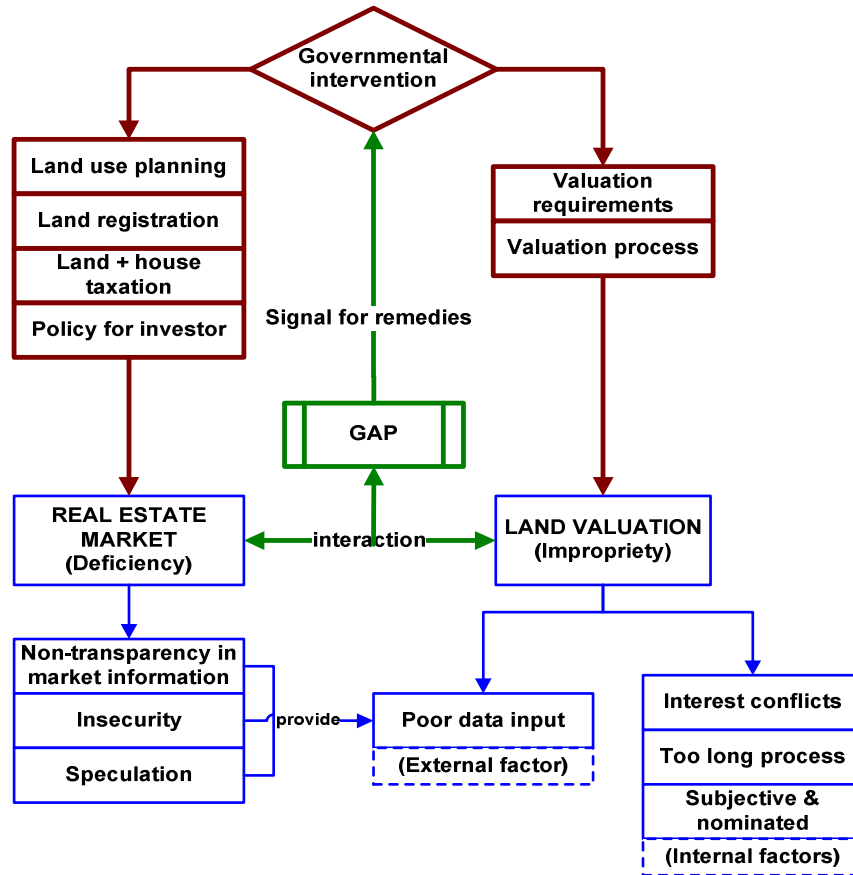 Governmental
intervention
Land use planning
Land registration
Land + house
taxation
Policy for investor
Valuation
requirements
Valuation process
Signal for remedies
GAP
REAL ESTATE
MARKET
(Deficiency)
interaction
LAND VALUATION
(Impropriety)
Non-transparency in
market information
Insecurity
Speculation
provide
Poor data input
(External factor)
Interest conflicts
Too long process
Subjective &
nominated
(Internal factors)